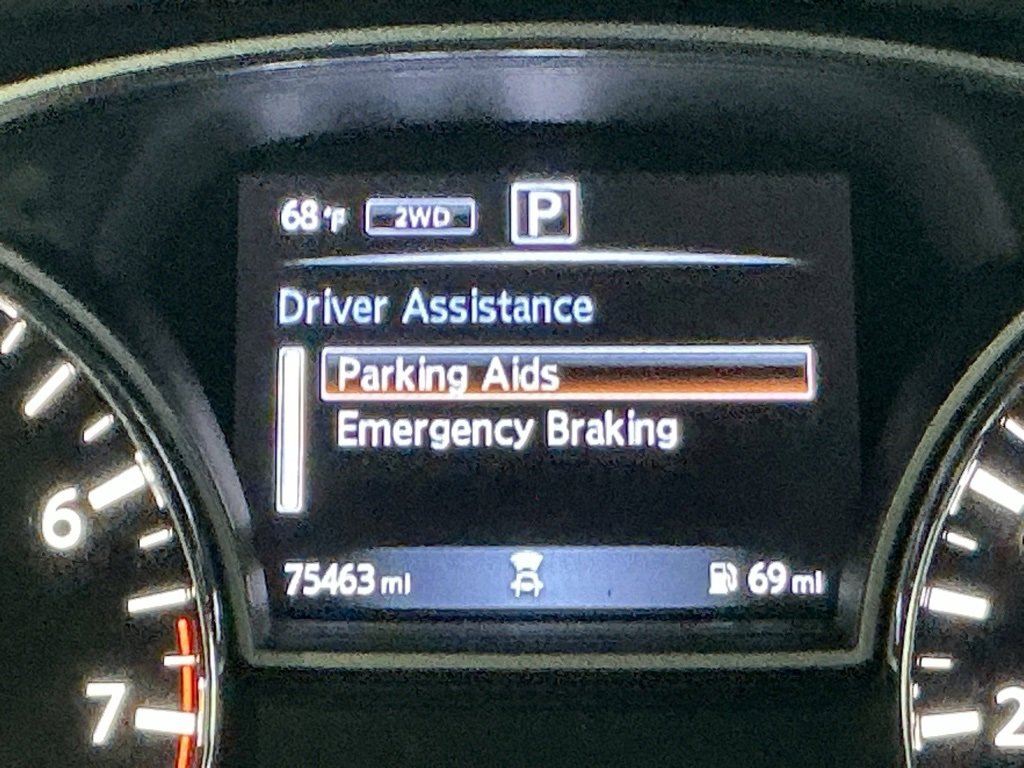 68 °F 2WD P
Driver Assistance
Parking Aids
Emergency Braking
75463 mi 69 mi
6
7
2